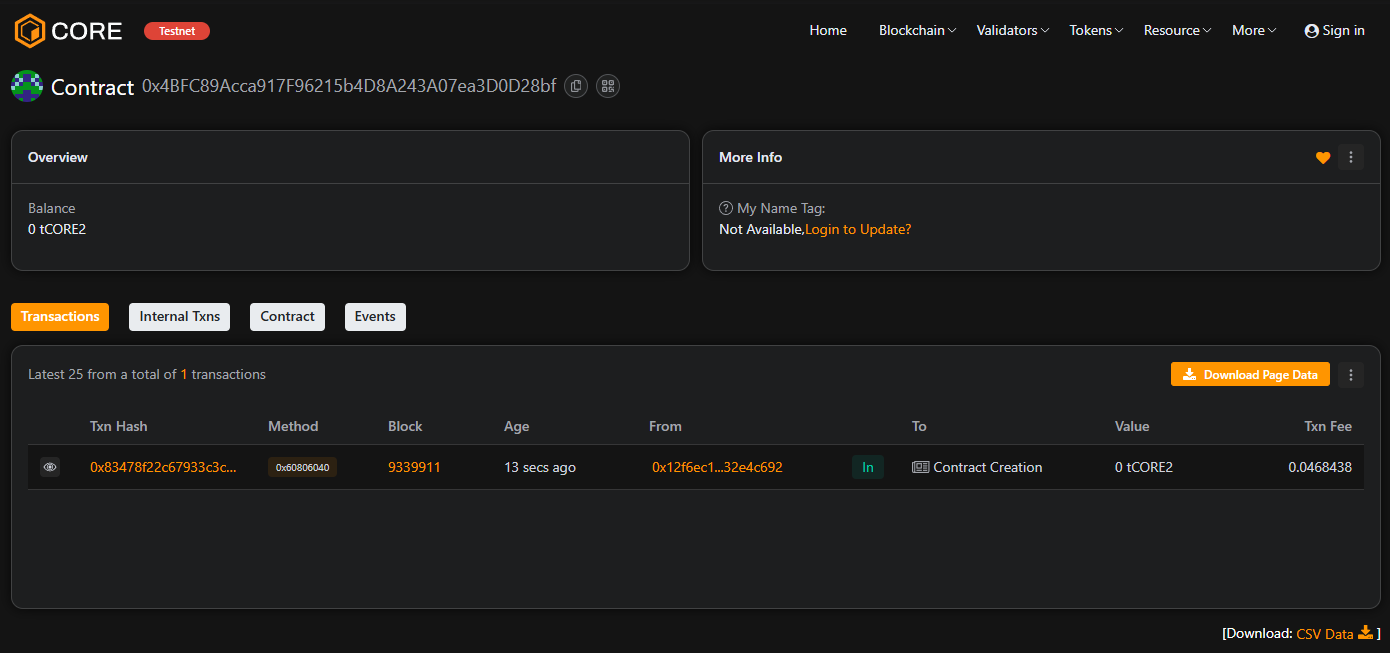 CORE Testnet Home Blockchain Validators Tokens Resource More Sign in
Contract 0x4BFC89Acca917F96215b4D8A243A07ea3D0D28bf
Overview
Balance
0 tCORE2
More Info
My Name Tag:
Not Available,Login to Update?
Transactions Internal Txns Contract Events
Latest 25 from a total of 1 transactions
Download Page Data
Txn Hash Method Block Age From To Value Txn Fee
0x83478f22c67933c3c... 0x60806040 9339911 13 secs ago 0x12f6ec1...32e4c692 In Contract Creation 0 tCORE2 0.0468438
[Download: CSV Data ]